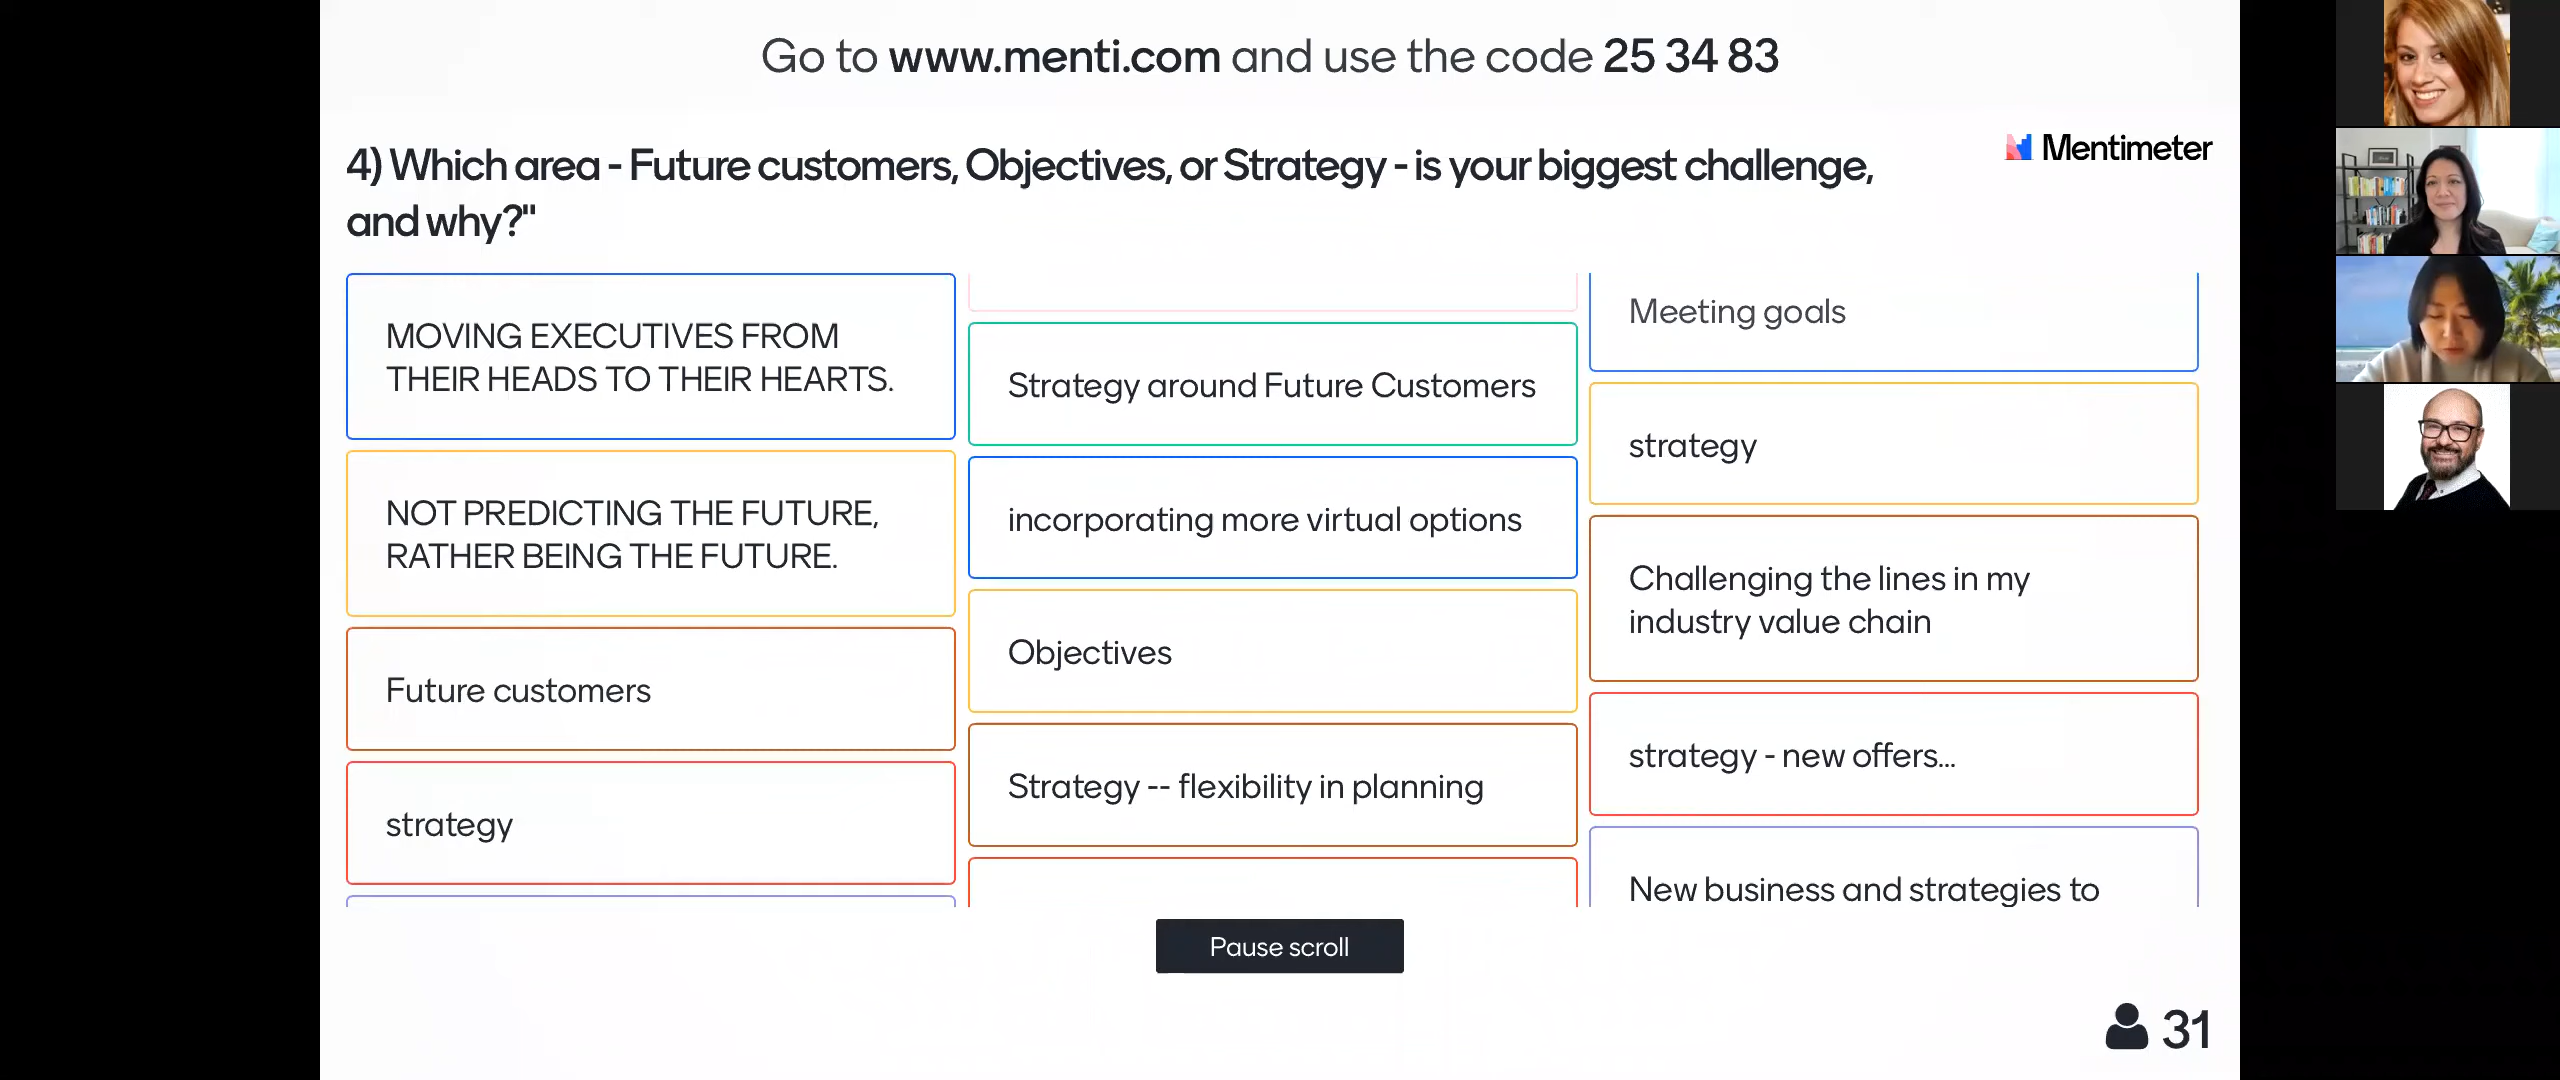 Go to www.menti.com and use the code 25 34 83
Mentimeter
4) Which area - Future customers, Objectives, or Strategy - is your biggest challenge,
and why?"
MOVING EXECUTIVES FROM
THEIR HEADS TO THEIR HEARTS.
NOT PREDICTING THE FUTURE,
RATHER BEING THE FUTURE.
Future customers
strategy
Strategy around Future Customers
incorporating more virtual options
Objectives
Strategy -- flexibility in planning
Meeting goals
strategy
Challenging the lines in my
industry value chain
strategy - new offers...
New business and strategies to
Pause scroll
31